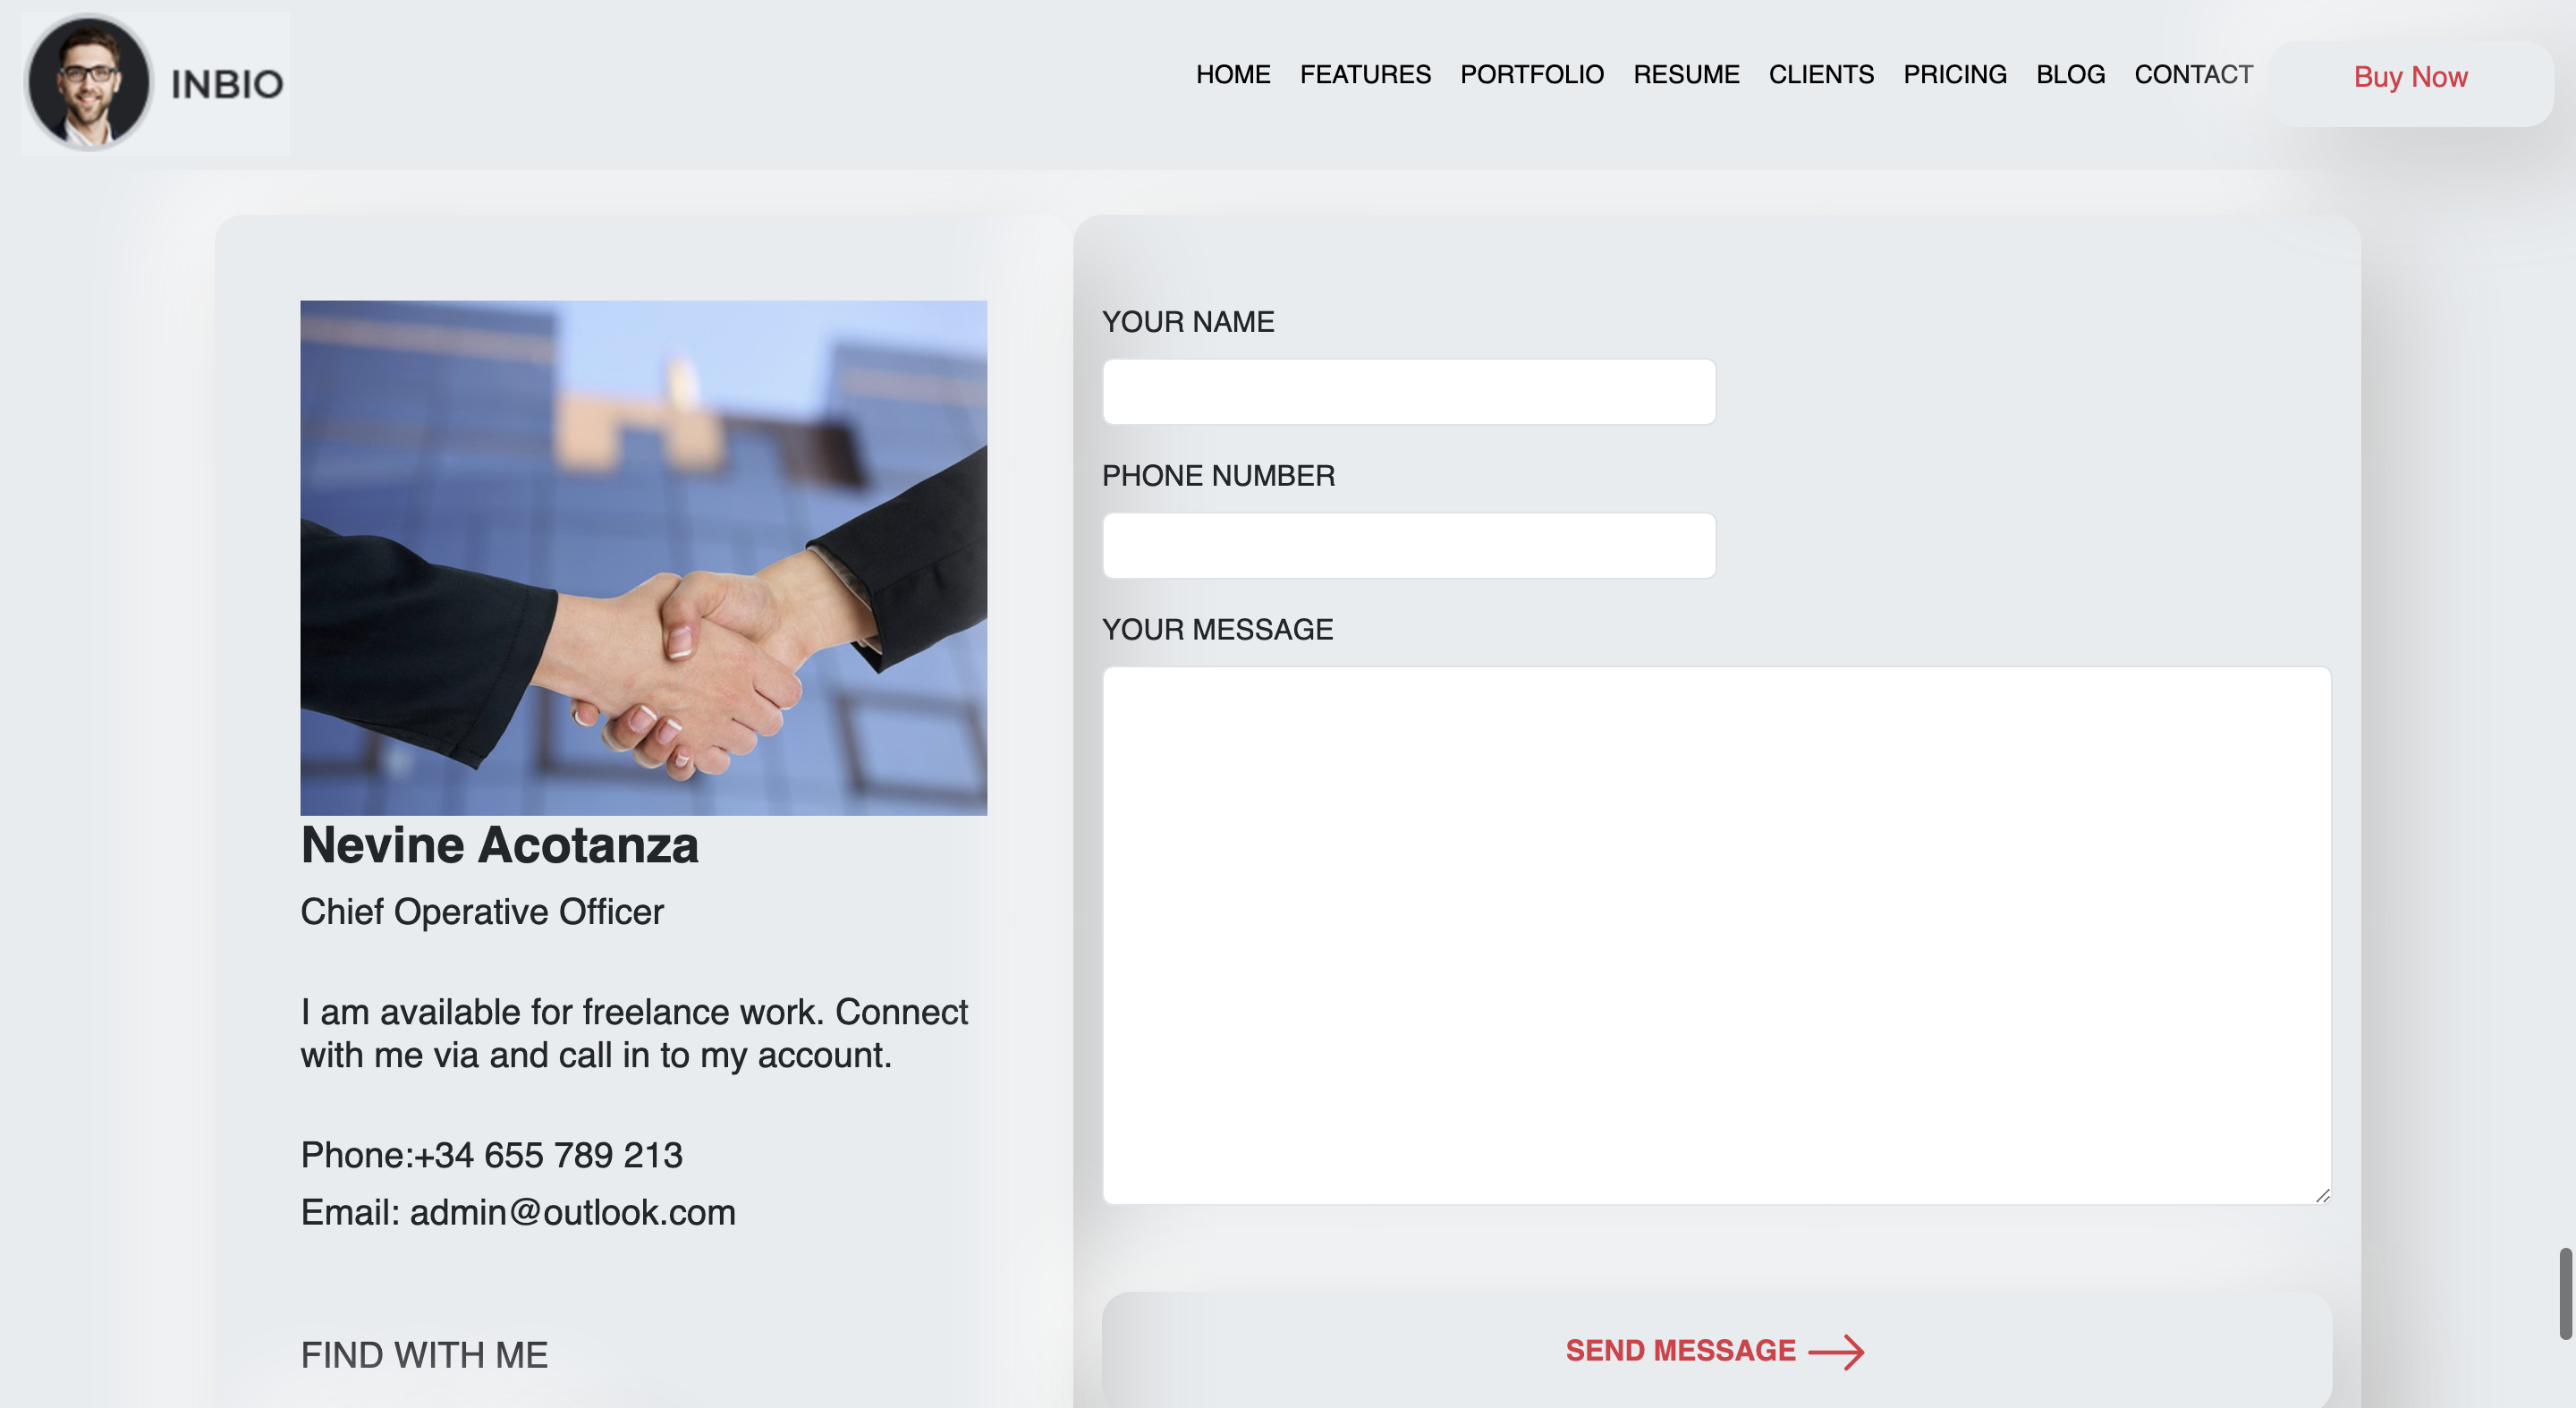 INBIO
HOME FEATURES PORTFOLIO RESUME CLIENTS PRICING BLOG CONTACT Buy Now
Nevine Acotanza
Chief Operative Officer
I am available for freelance work. Connect
with me via and call in to my account.
Phone:+34 655 789 213
Email: admin@outlook.com
FIND WITH ME
YOUR NAME
PHONE NUMBER
YOUR MESSAGE
SEND MESSAGE